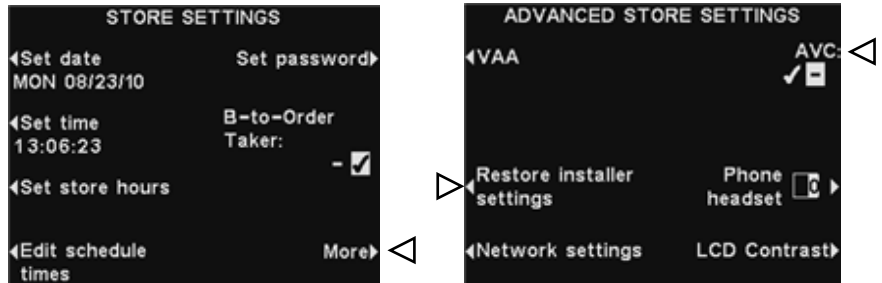 STORE SETTINGS
Set date
MON 08/23/10
Set password
Set time
13:06:23
B-to-Order
Taker:
- ✓
Set store hours
Edit schedule
times
More
ADVANCED STORE SETTINGS
VAA
AVC:
✓ -
Restore installer
settings
Phone
headset
0
Network settings
LCD Contrast